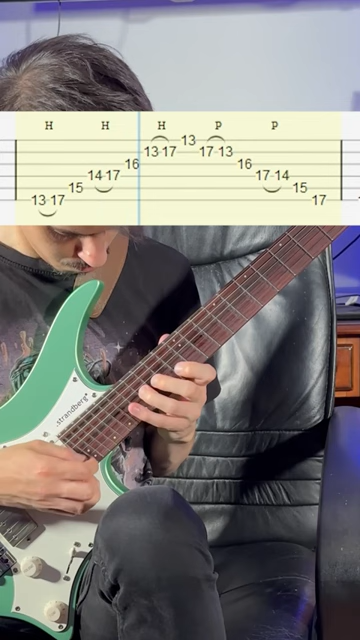 H H H P P
13
13 17 17 13
16 16
14 17 17 14
15 15
13 17 17
.strandberg*